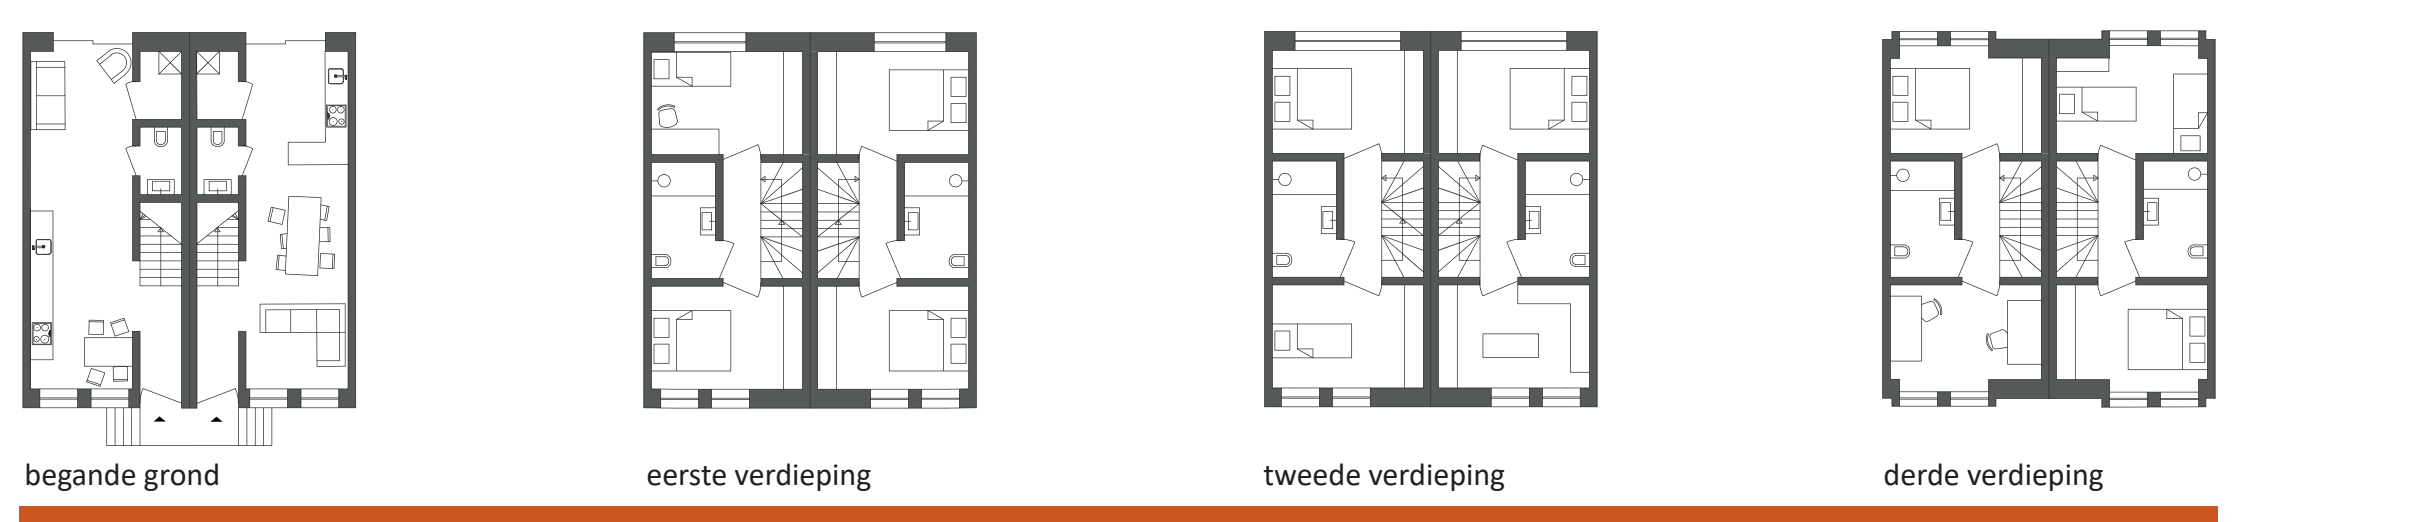 begande grond
eerste verdieping
tweede verdieping
derde verdieping